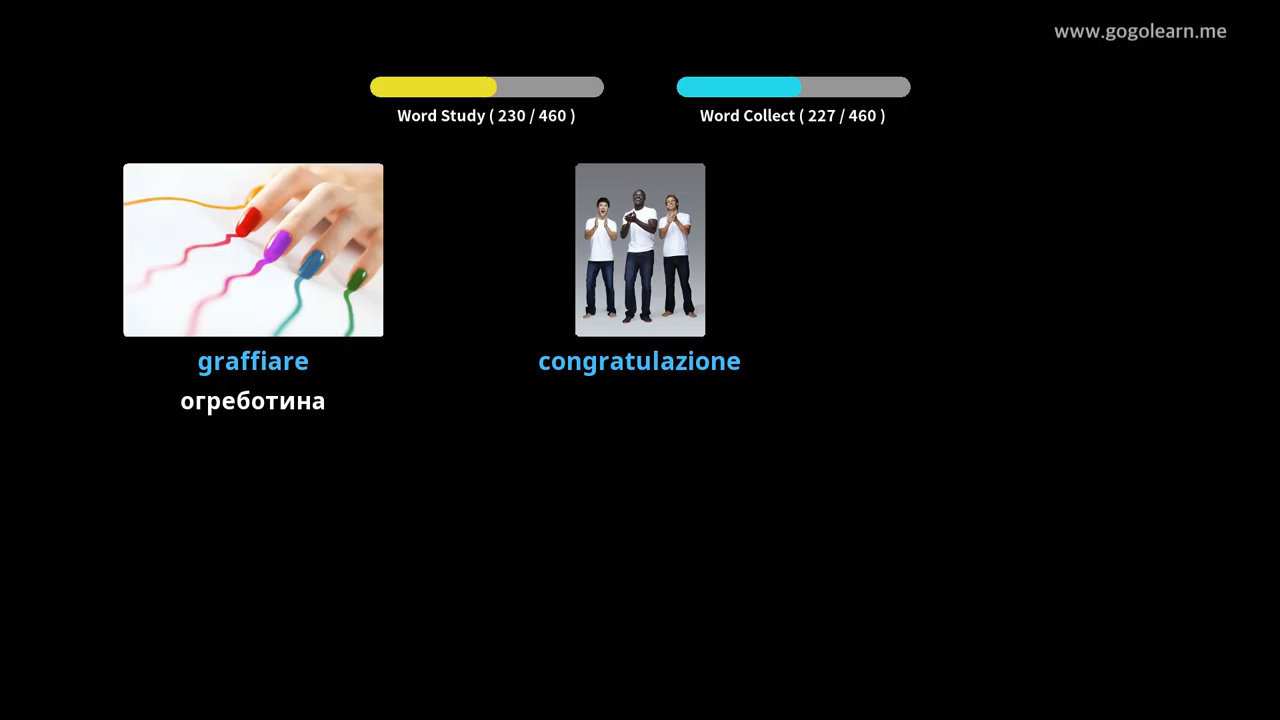 www.gogolearn.me
Word Study ( 230 / 460 )
Word Collect ( 227 / 460 )
graffiare
congratulazione
огреботина